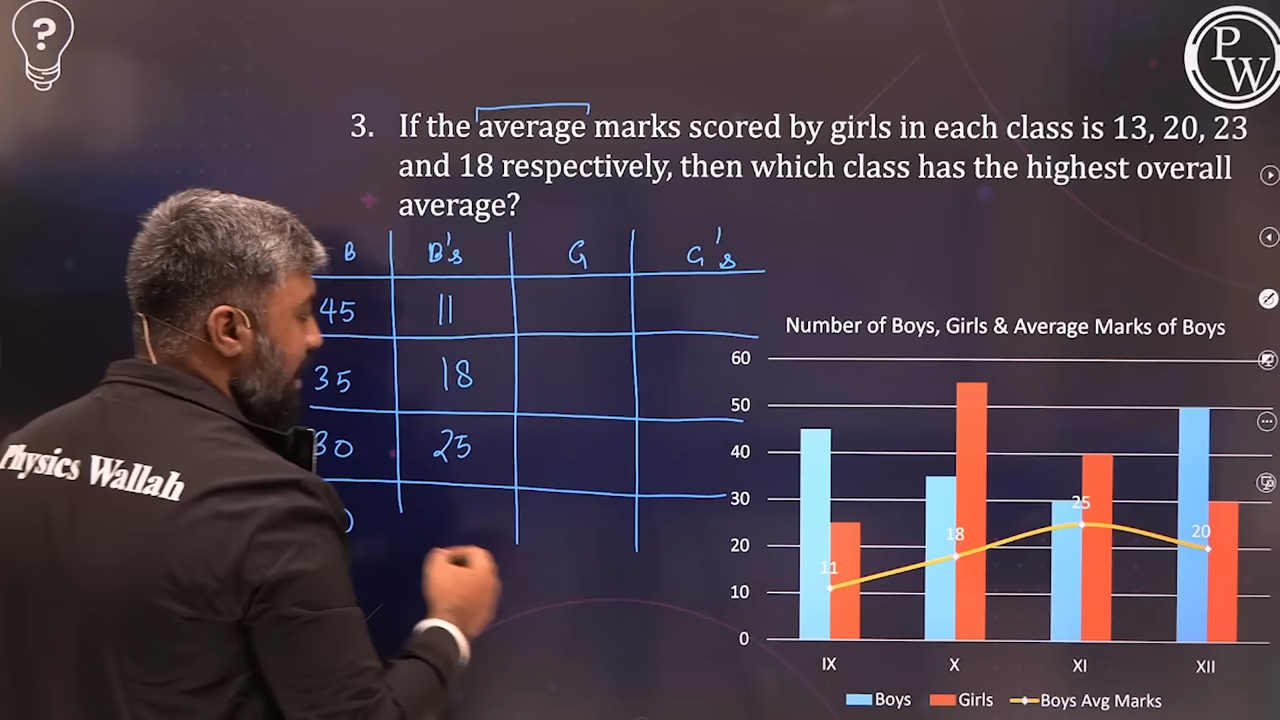 ?
PW
3. If the average marks scored by girls in each class is 13, 20, 23
and 18 respectively, then which class has the highest overall
average?
B B's G G's
45 11
35 18
30 25
0
Physics Wallah
Number of Boys, Girls & Average Marks of Boys
60
50
40
30
20
10
0
11 18 25 20
IX X XI XII
Boys Girls Boys Avg Marks